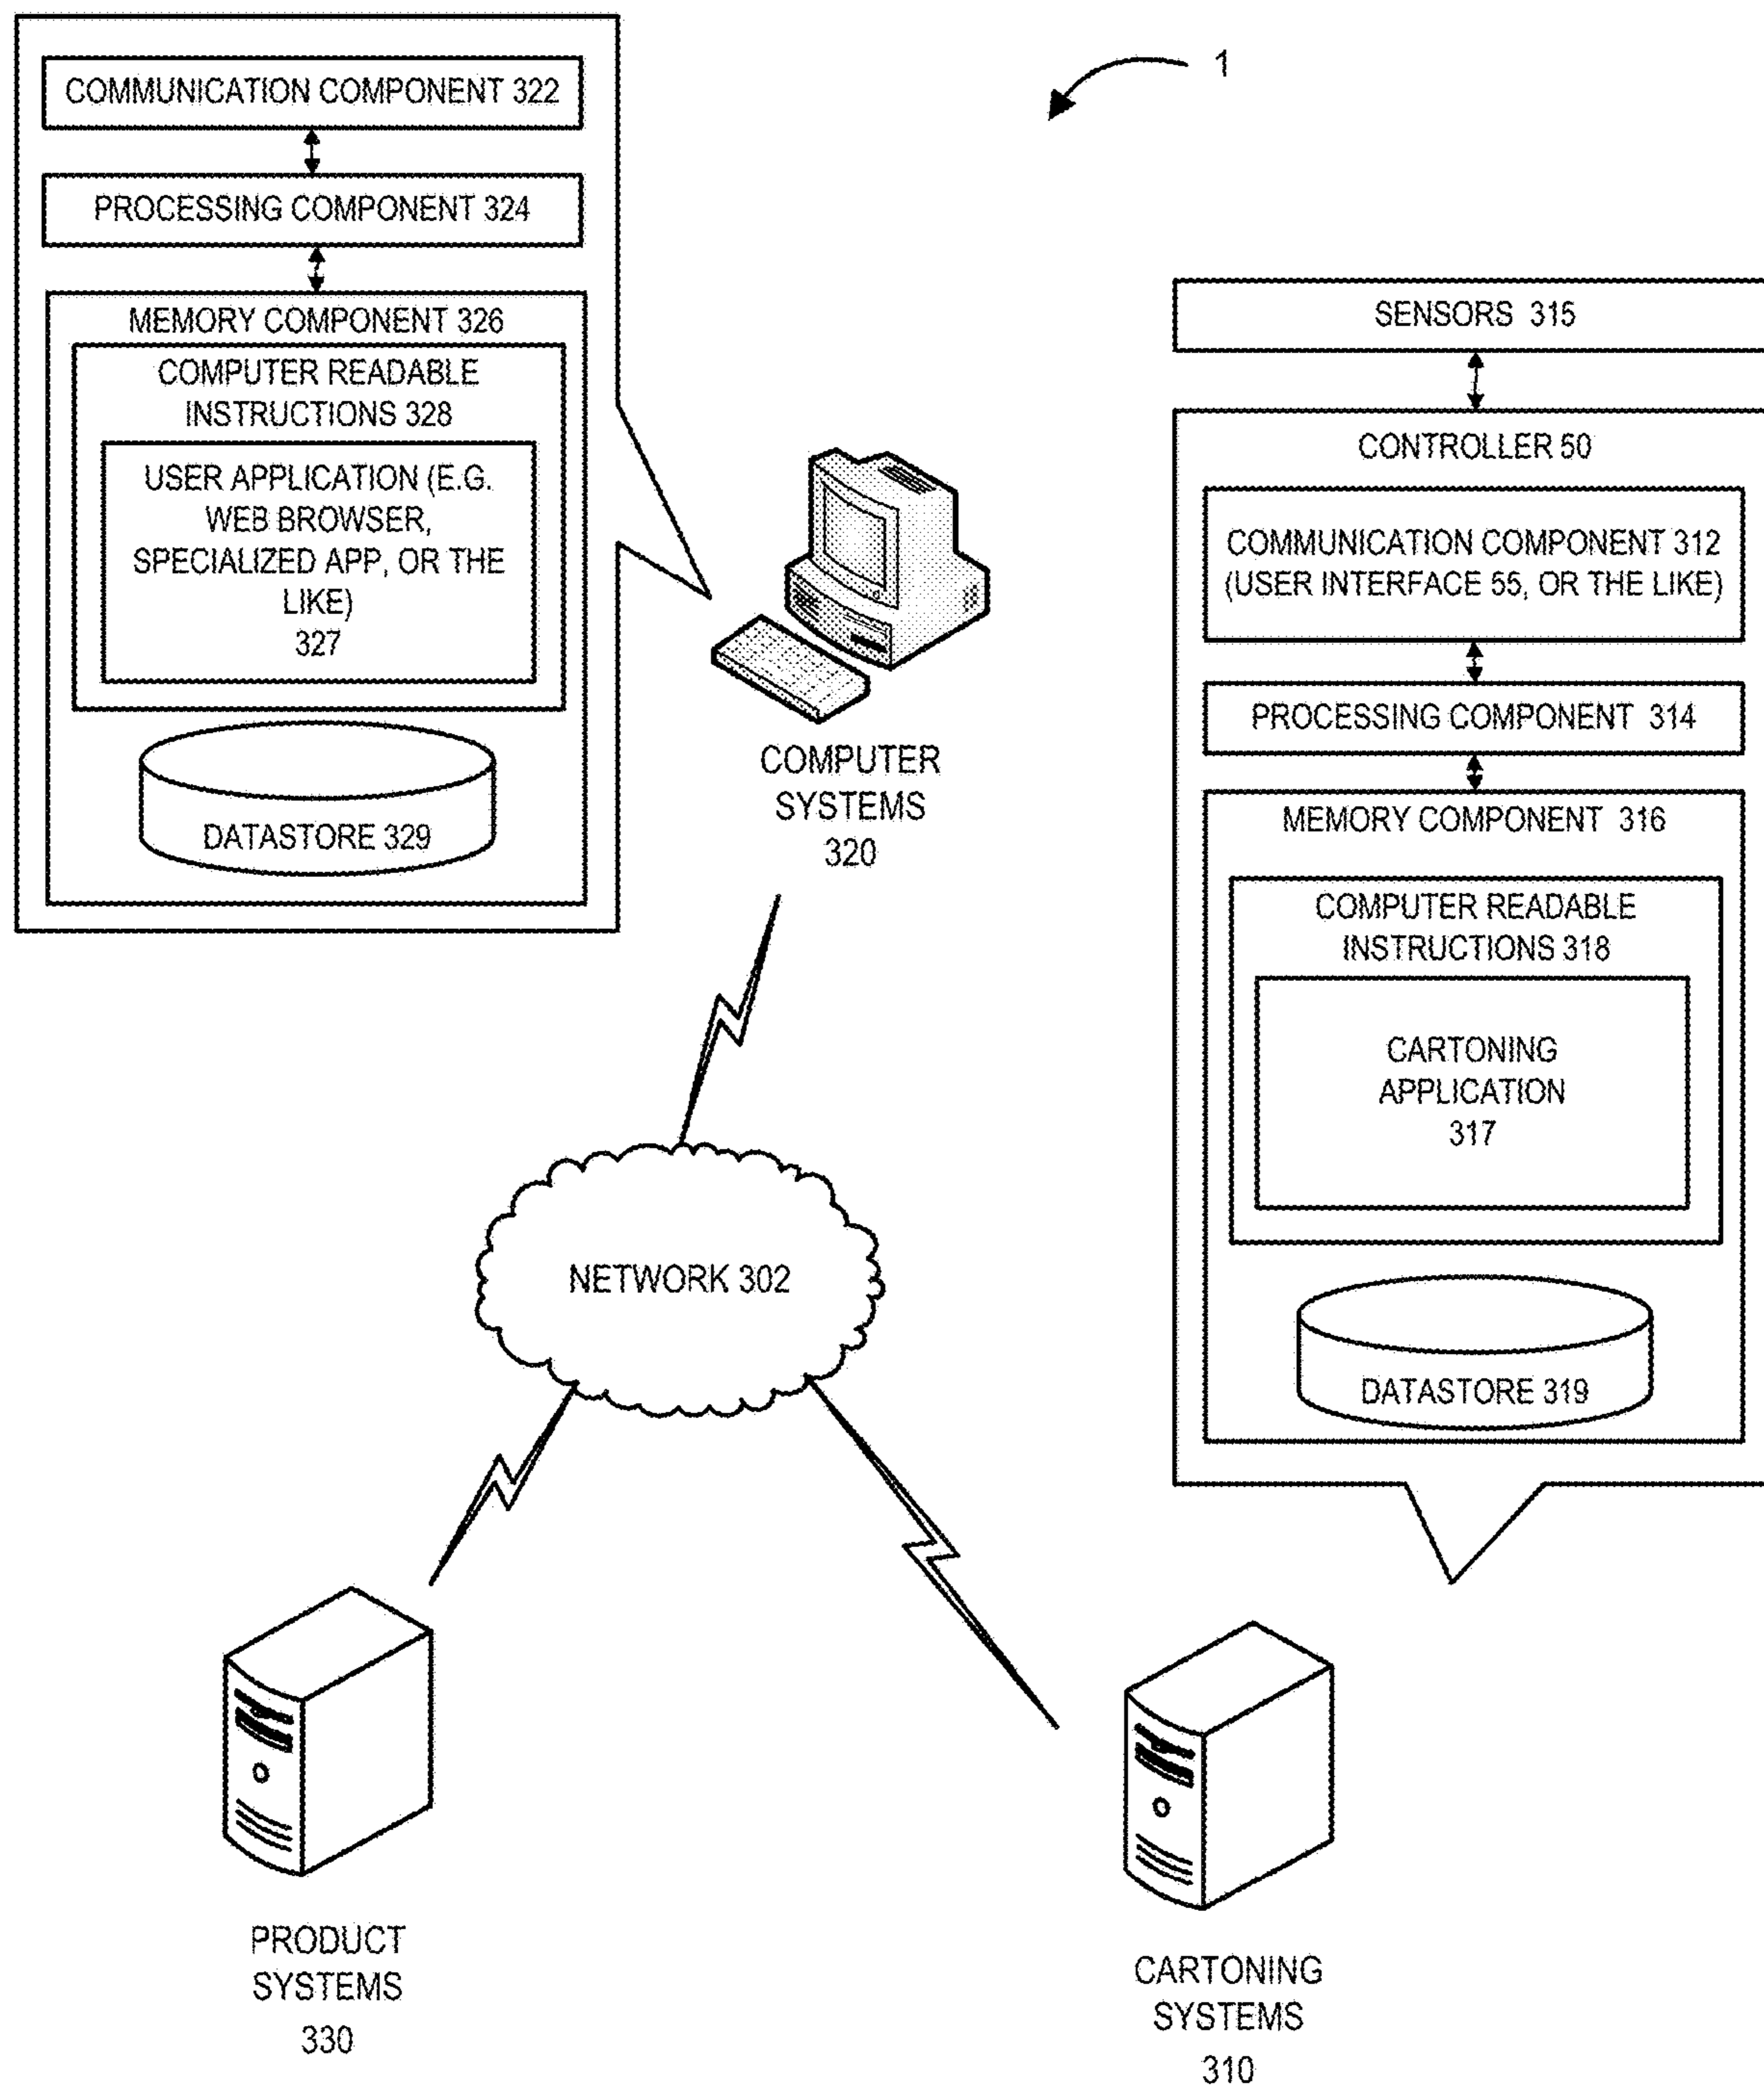 1
COMMUNICATION COMPONENT 322
PROCESSING COMPONENT 324
MEMORY COMPONENT 326
COMPUTER READABLE
INSTRUCTIONS 328
USER APPLICATION (E.G.
WEB BROWSER,
SPECIALIZED APP, OR THE
LIKE)
327
DATASTORE 329
COMPUTER
SYSTEMS
320
SENSORS 315
CONTROLLER 50
COMMUNICATION COMPONENT 312
(USER INTERFACE 55, OR THE LIKE)
PROCESSING COMPONENT 314
MEMORY COMPONENT 316
COMPUTER READABLE
INSTRUCTIONS 318
CARTONING
APPLICATION
317
DATASTORE 319
NETWORK 302
PRODUCT
SYSTEMS
330
CARTONING
SYSTEMS
310